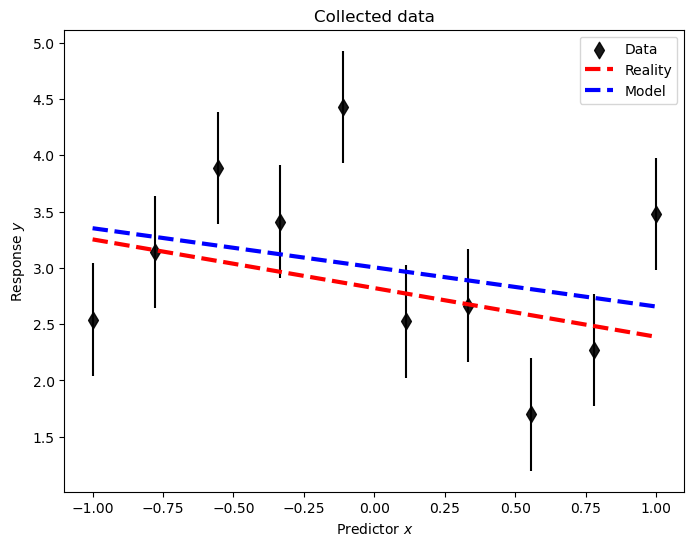 Collected data
Data
Reality
Model
5.0
4.5
4.0
3.5
3.0
2.5
2.0
1.5
Response y
−1.00
−0.75
−0.50
−0.25
0.00
0.25
0.50
0.75
1.00
Predictor x